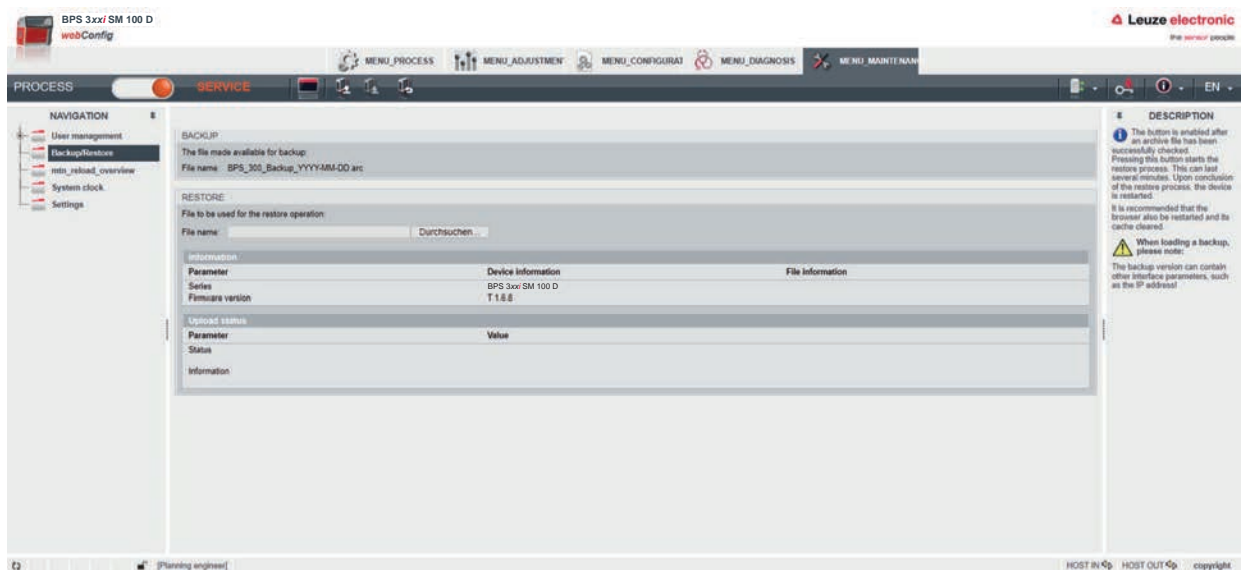 BPS 3xxi SM 100 D
webConfig
Leuze electronic
the sensor people
MENU_PROCESS
MENU_ADJUSTMEN
MENU_CONFIGURAT
MENU_DIAGNOSIS
MENU_MAINTENAN
PROCESS
SERVICE
EN
NAVIGATION
User management
Backup/Restore
mtn_reload_overview
System clock
Settings
BACKUP
The file made available for backup:
File name: BPS_300_Backup_YYYY-MM-DD.arc
RESTORE
File to be used for the restore operation:
File name:
Durchsuchen...
Information
Parameter Device information File information
Series BPS 3xxi SM 100 D
Firmware version T 1.6.8
Upload status
Parameter Value
Status
Information
DESCRIPTION
The button is enabled after
an archive file has been
successfully checked.
Pressing this button starts the
restore process. This can last
several minutes. Upon conclusion
of the restore process, the device
is restarted.
It is recommended that the
browser also be restarted and its
cache cleared.
When loading a backup,
please note:
The backup version can contain
other interface parameters, such
as the IP address!
[Planning engineer]
HOST IN HOST OUT copyright